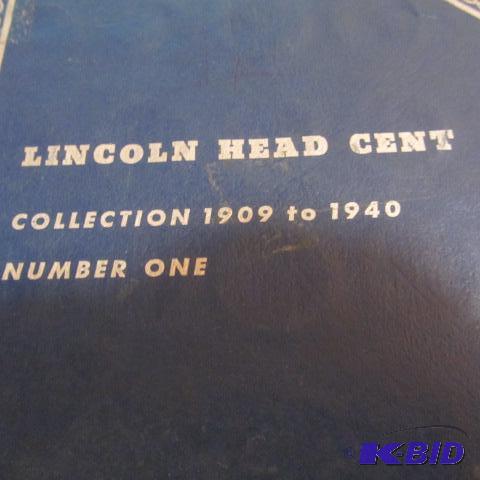 LINCOLN HEAD CENT
COLLECTION 1909 to 1940
NUMBER ONE
K-BID